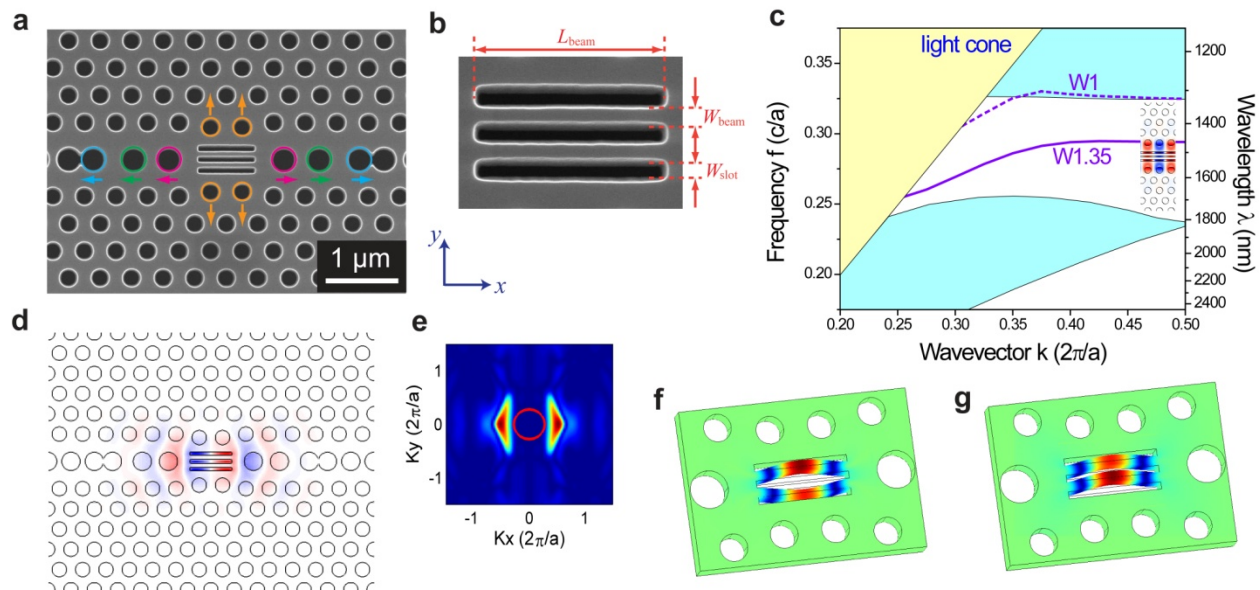 a
1 µm
b
L_beam
W_beam
W_slot
y
x
c
light cone
W1
W1.35
0.35
0.30
0.25
0.20
Frequency f (c/a)
0.20 0.25 0.30 0.35 0.40 0.45 0.50
Wavevector k (2π/a)
1200
1400
1600
1800
2000
2200
2400
Wavelength λ (nm)
d
e
1
0
-1
Ky (2π/a)
-1 0 1
Kx (2π/a)
f
g